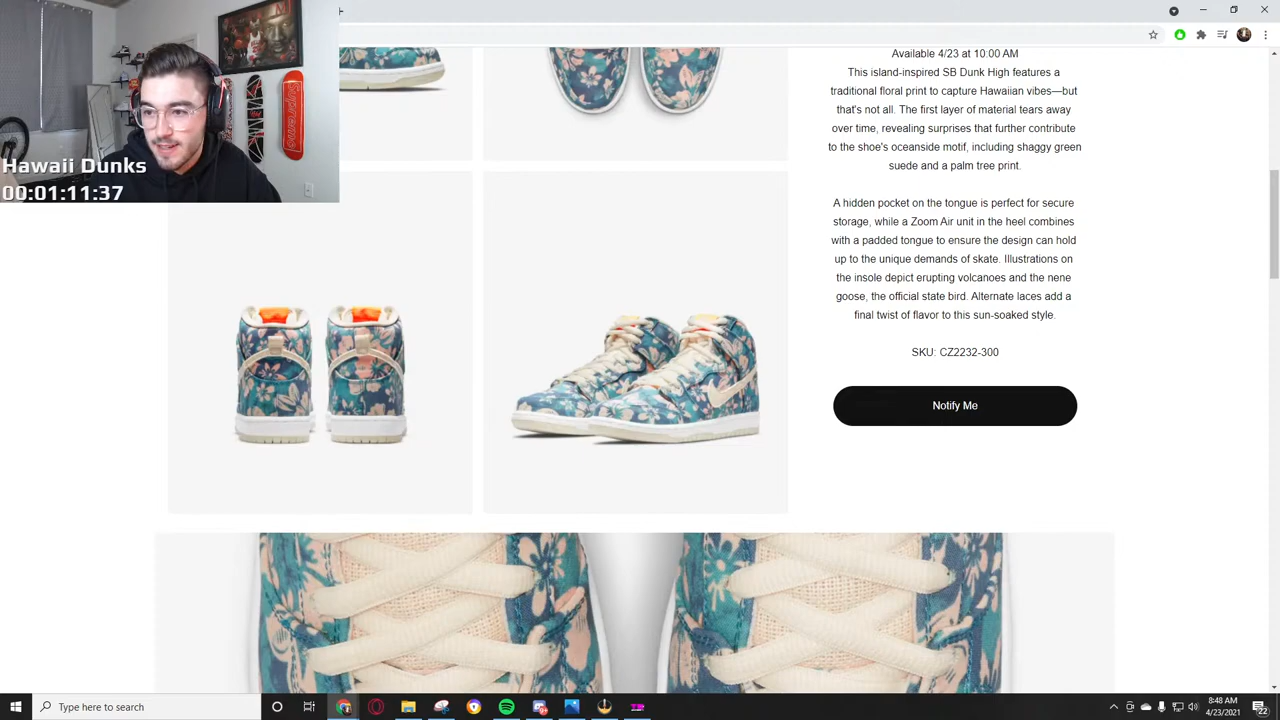 Available 4/23 at 10:00 AM
This island-inspired SB Dunk High features a
traditional floral print to capture Hawaiian vibes—but
that's not all. The first layer of material tears away
over time, revealing surprises that further contribute
to the shoe's oceanside motif, including shaggy green
suede and a palm tree print.
A hidden pocket on the tongue is perfect for secure
storage, while a Zoom Air unit in the heel combines
with a padded tongue to ensure the design can hold
up to the unique demands of skate. Illustrations on
the insole depict erupting volcanoes and the nene
goose, the official state bird. Alternate laces add a
final twist of flavor to this sun-soaked style.
SKU: CZ2232-300
Notify Me
Supreme
Hawaii Dunks
00:01:11:37
Type here to search
8:48 AM
4/23/2021
22